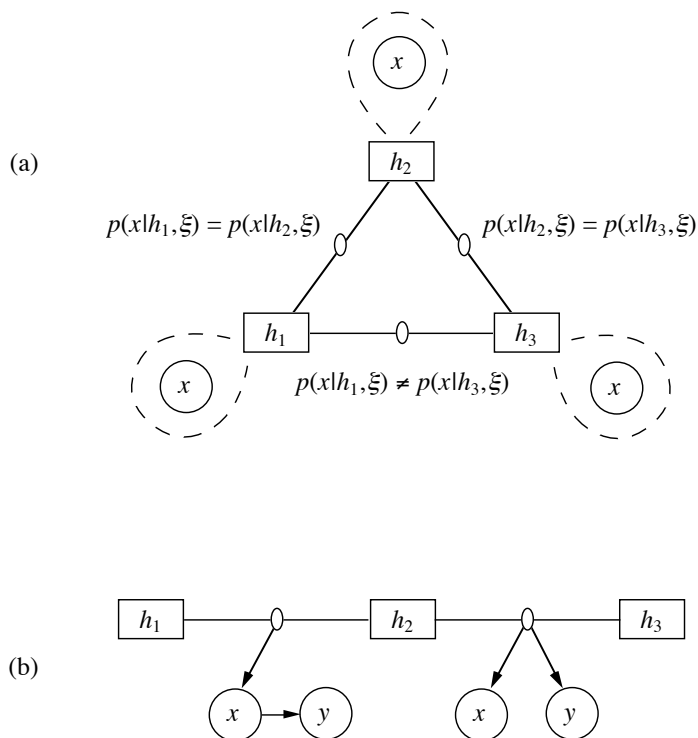 x
(a)
h₂
p(x|h₁,ξ) = p(x|h₂,ξ)
p(x|h₂,ξ) = p(x|h₃,ξ)
h₁
h₃
x
p(x|h₁,ξ) ≠ p(x|h₃,ξ)
x
h₁
h₂
h₃
(b)
x
y
x
y